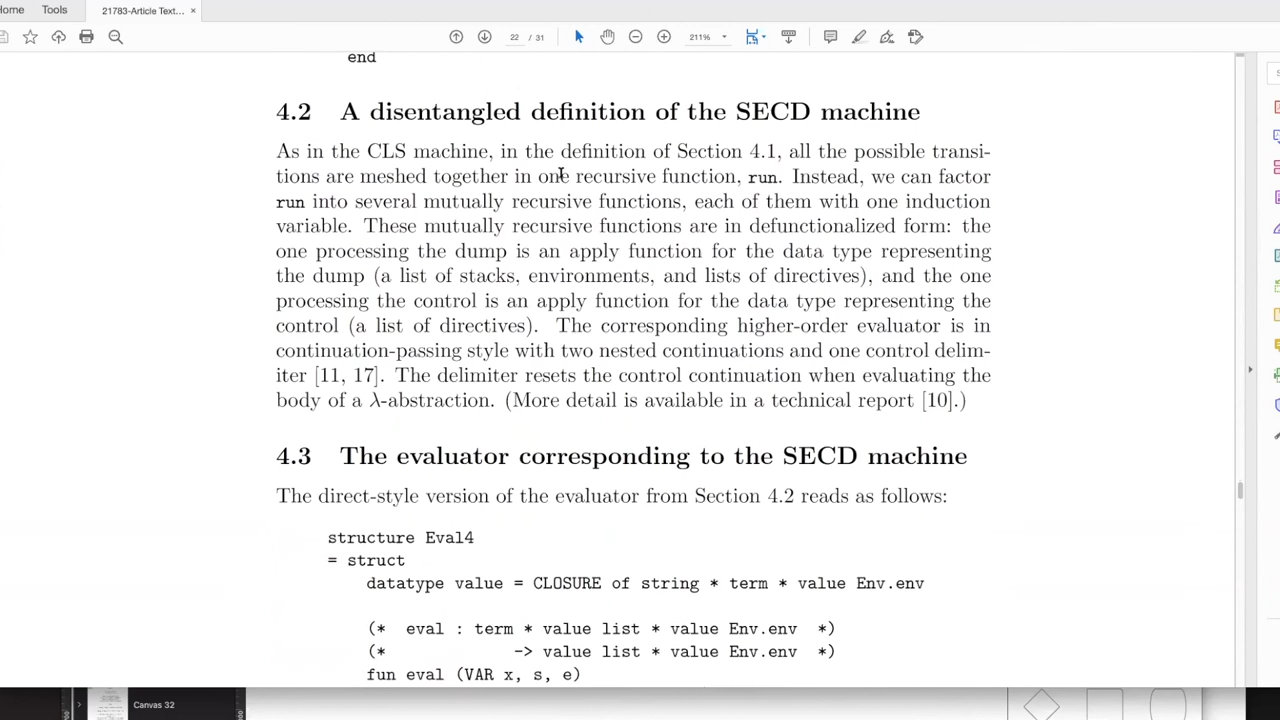 ome Tools 21783-Article Text... ×
22 / 31 211%
end
4.2 A disentangled definition of the SECD machine
As in the CLS machine, in the definition of Section 4.1, all the possible transi-
tions are meshed together in one recursive function, run. Instead, we can factor
run into several mutually recursive functions, each of them with one induction
variable. These mutually recursive functions are in defunctionalized form: the
one processing the dump is an apply function for the data type representing
the dump (a list of stacks, environments, and lists of directives), and the one
processing the control is an apply function for the data type representing the
control (a list of directives). The corresponding higher-order evaluator is in
continuation-passing style with two nested continuations and one control delim-
iter [11, 17]. The delimiter resets the control continuation when evaluating the
body of a λ-abstraction. (More detail is available in a technical report [10].)
4.3 The evaluator corresponding to the SECD machine
The direct-style version of the evaluator from Section 4.2 reads as follows:
structure Eval4
= struct
datatype value = CLOSURE of string * term * value Env.env
(* eval : term * value list * value Env.env *)
(* -> value list * value Env.env *)
fun eval (VAR x, s, e)
Canvas 32